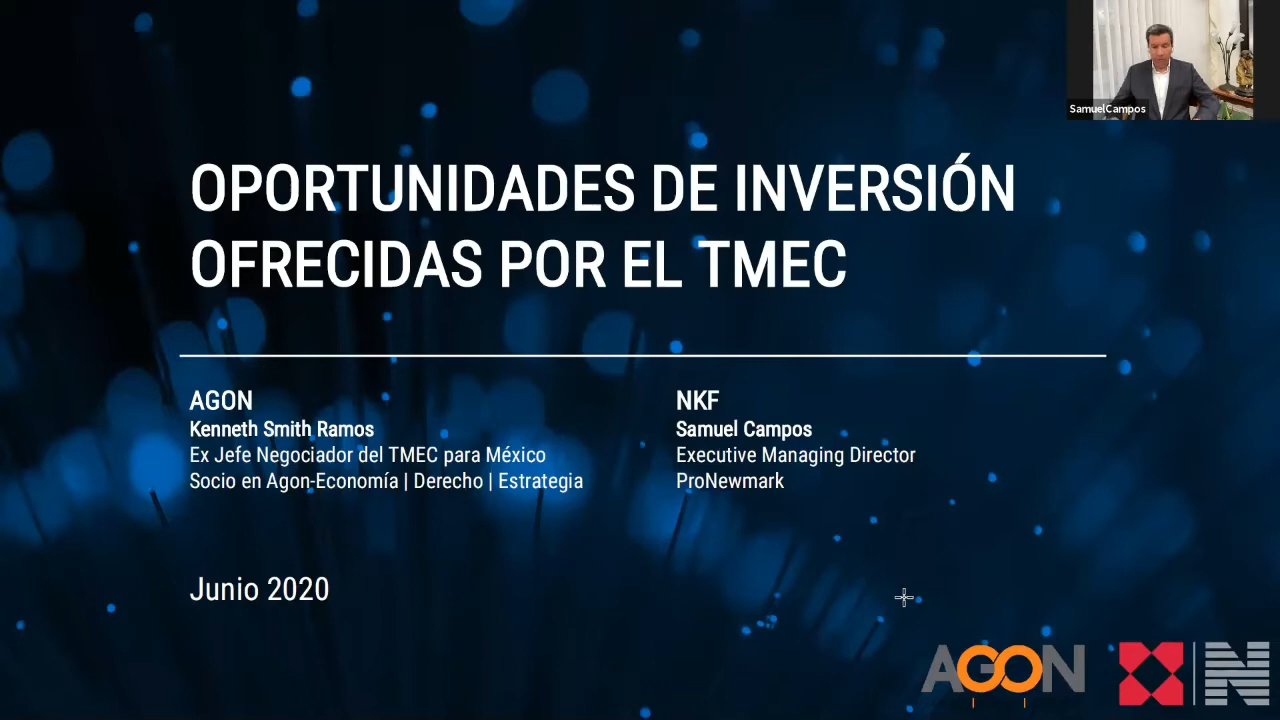 SamuelCampos
OPORTUNIDADES DE INVERSIÓN
OFRECIDAS POR EL TMEC
AGON
Kenneth Smith Ramos
Ex Jefe Negociador del TMEC para México
Socio en Agon-Economía | Derecho | Estrategia
NKF
Samuel Campos
Executive Managing Director
ProNewmark
Junio 2020
AGON
N